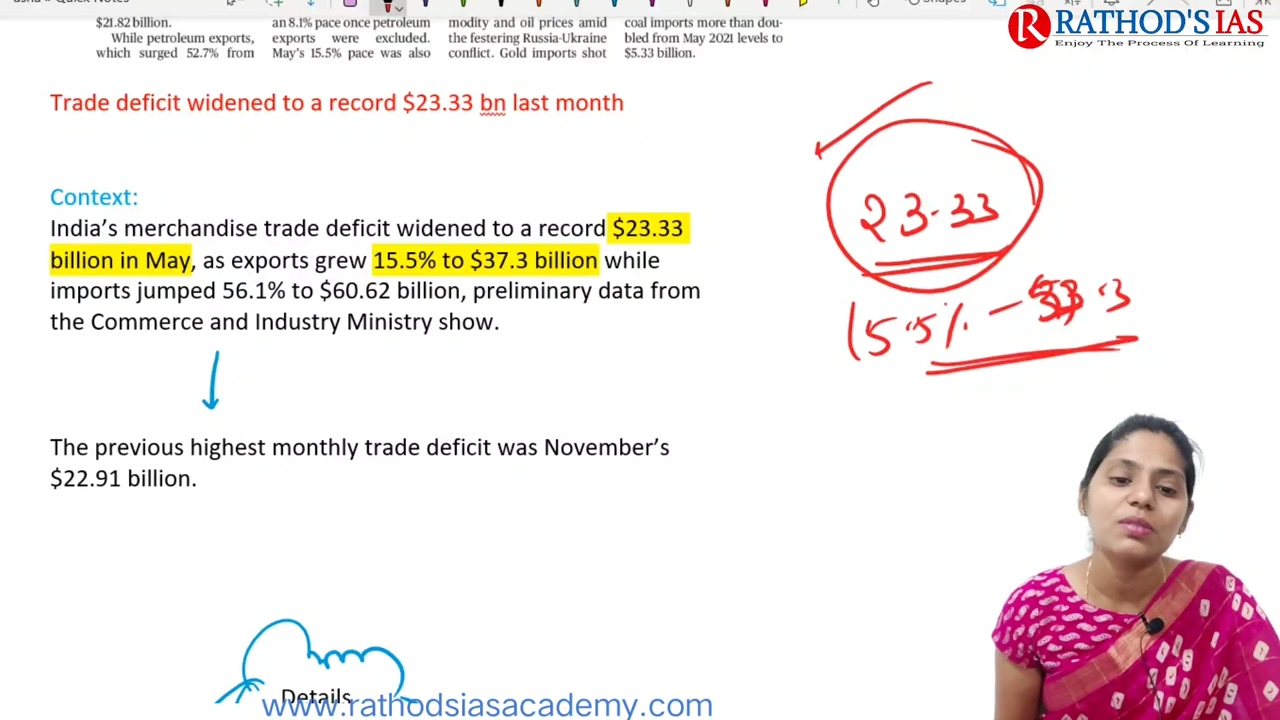 asha » Quick Notes
Shapes
RATHOD'S IAS
Enjoy The Process Of Learning
$21.82 billion.
While petroleum exports,
which surged 52.7% from
an 8.1% pace once petroleum
exports were excluded.
May's 15.5% pace was also
modity and oil prices amid
the festering Russia-Ukraine
conflict. Gold imports shot
coal imports more than dou-
bled from May 2021 levels to
$5.33 billion.
Trade deficit widened to a record $23.33 bn last month
Context:
India's merchandise trade deficit widened to a record $23.33
billion in May, as exports grew 15.5% to $37.3 billion while
imports jumped 56.1% to $60.62 billion, preliminary data from
the Commerce and Industry Ministry show.
The previous highest monthly trade deficit was November's
$22.91 billion.
23.33
15.5% –
Details
www.rathodsiasacademy.com